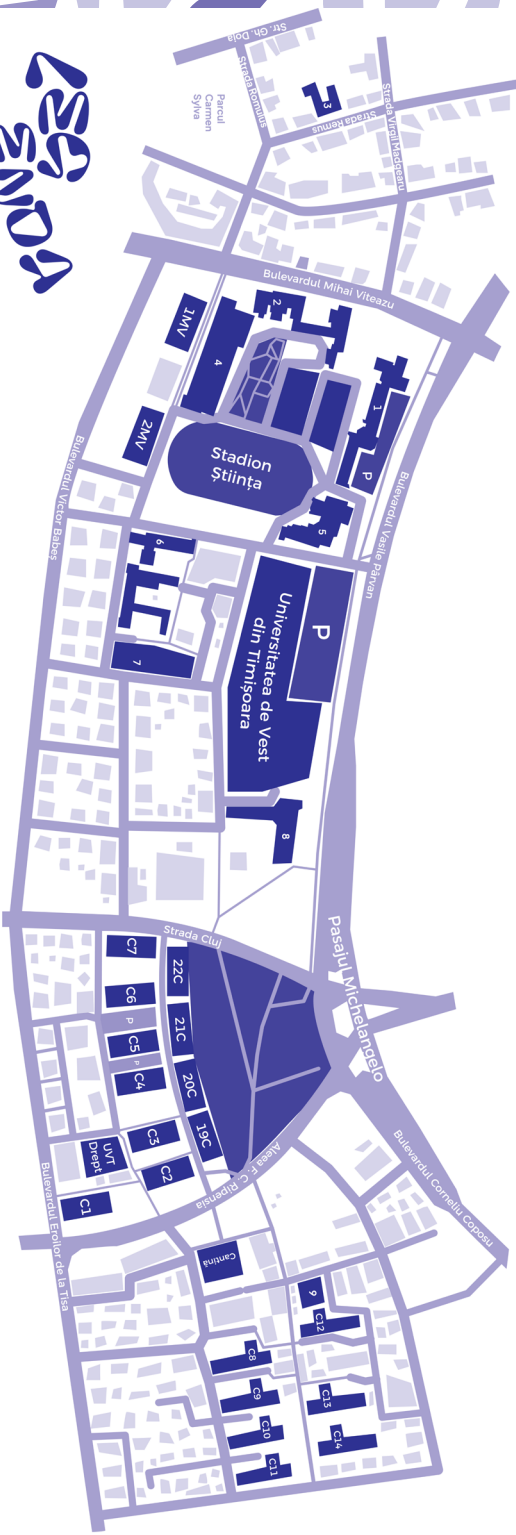 Str. Gh. Doja
Strada Romulus
Parcul
Carmen
Sylva
3
Strada Remus
Strada Virgil Madgearu
Bulevardul Mihai Viteazu
1MV
2
4
1
P
2MV
Stadion
Știința
5
Bulevardul Vasile Pârvan
Bulevardul Victor Babeș
6
7
P
Universitatea de Vest
din Timișoara
8
Strada Cluj
Pasajul Michelangelo
C7
22C
C6
P
21C
C5
P
C4
20C
C3
19C
UVT
Drept
C2
C1
Aleea F. C. Ripensia
Bulevardul Corneliu Coposu
Bulevardul Eroilor de la Tisa
Cantină
9
C12
C8
C9
C13
C10
C14
C11